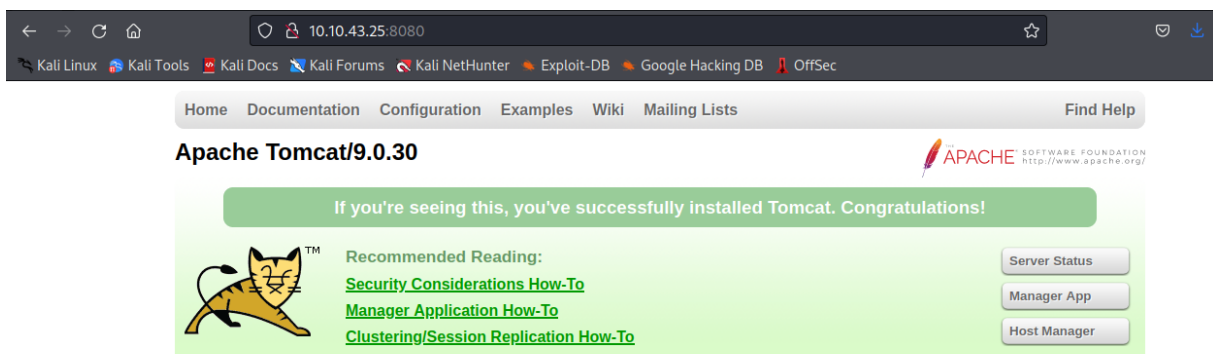 10.10.43.25:8080
Kali Linux Kali Tools Kali Docs Kali Forums Kali NetHunter Exploit-DB Google Hacking DB OffSec
Home Documentation Configuration Examples Wiki Mailing Lists Find Help
Apache Tomcat/9.0.30
THE
APACHE SOFTWARE FOUNDATION
http://www.apache.org/
If you're seeing this, you've successfully installed Tomcat. Congratulations!
TM
Recommended Reading:
Security Considerations How-To
Manager Application How-To
Clustering/Session Replication How-To
Server Status
Manager App
Host Manager